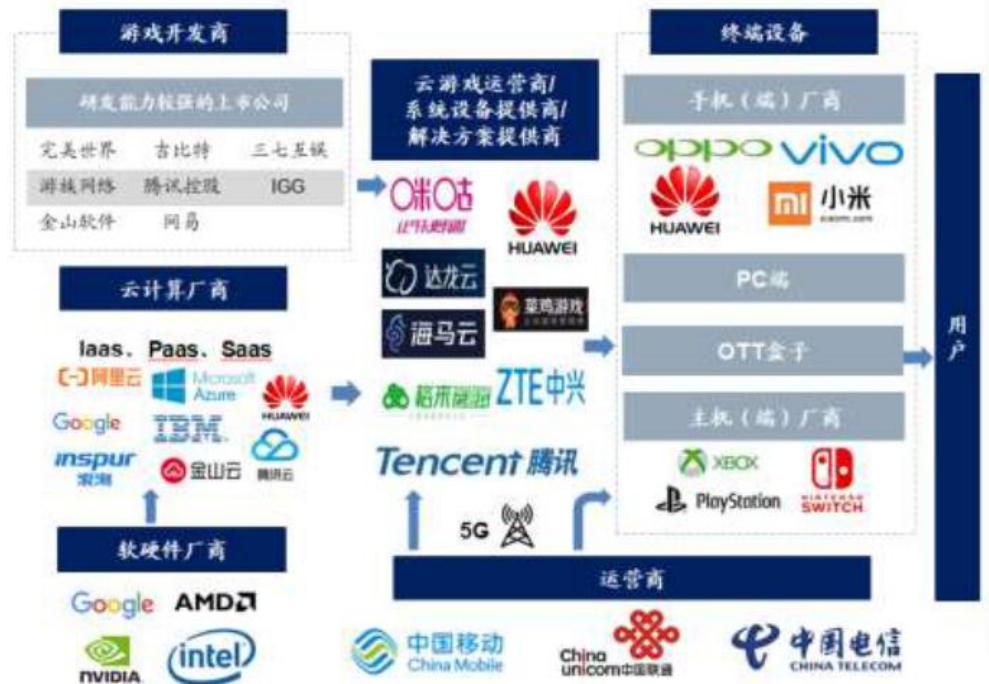 游戏开发商
研发能力较强的上市公司
完美世界 吉比特 三七互娱
游族网络 腾讯控股 IGG
金山软件 网易
云计算厂商
Iaas、Paas、Saas
阿里云 Microsoft Azure HUAWEI
Google IBM
inspur 浪潮 金山云 腾讯云
软硬件厂商
Google AMD
NVIDIA intel
云游戏运营商/
系统设备提供商/
解决方案提供商
咪咕
HUAWEI
达龙云
菜鸡游戏
海马云
格来云游戏
ZTE中兴
Tencent 腾讯
5G
运营商
中国移动
China Mobile
China
unicom中国联通
中国电信
CHINA TELECOM
终端设备
手机（端）厂商
oppo vivo
HUAWEI
小米
xiaomi.com
PC端
OTT盒子
主机（端）厂商
XBOX
PlayStation
NINTENDO
SWITCH
用户